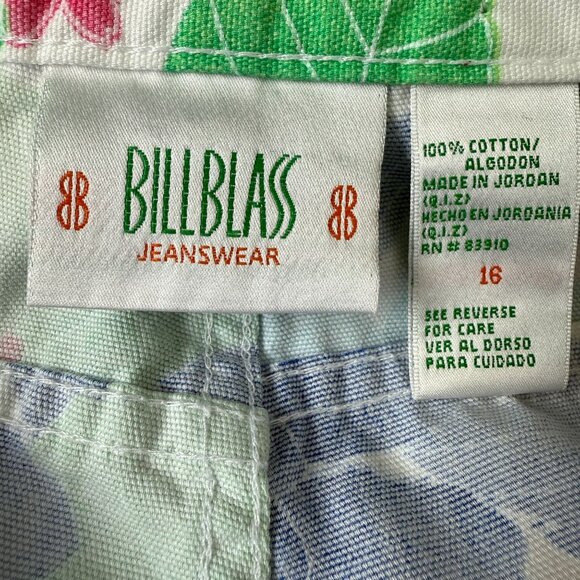 BB BILLBLASS BB
JEANSWEAR
100% COTTON/
ALGODON
MADE IN JORDAN
(Q.I.Z)
HECHO EN JORDANIA
(Q.I.Z)
RN # 83910
16
SEE REVERSE
FOR CARE
VER AL DORSO
PARA CUIDADO